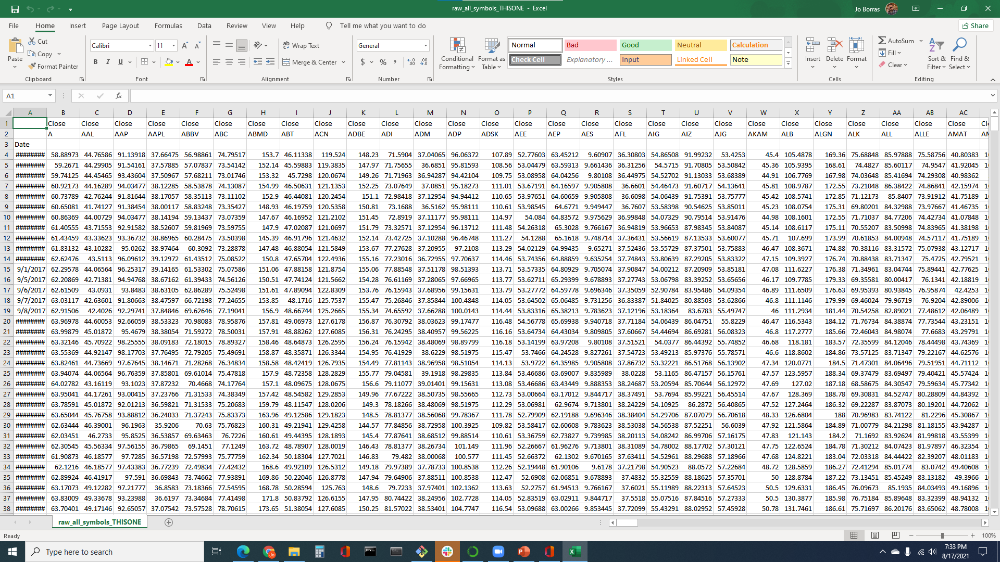 raw_all_symbols_THISONE - Excel
Jo Borras
File Home Insert Page Layout Formulas Data Review View Help Tell me what you want to do Share
Paste Cut Copy Format Painter Clipboard
Calibri 11 Font
Wrap Text Merge & Center Alignment
General Number
Conditional Formatting Format as Table
Normal Bad Good Neutral Calculation
Check Cell Explanatory ... Input Linked Cell Note
Styles
Insert Delete Format Cells
AutoSum Fill Clear Sort & Filter Find & Select Editing
A1
A B C D E F G H I J K L M N O P Q R S T U V W X Y Z AA AB AC
1 Close Close Close Close Close Close Close Close Close Close Close Close Close Close Close Close Close Close Close Close Close Close Close Close Close Close Close Close
2 A AAL AAP AAPL ABBV ABC ABMD ABT ACN ADBE ADI ADM ADP ADSK AEE AEP AES AFL AIG AIZ AJG AKAM ALB ALGN ALK ALL ALLE AMAT
3 Date
4 ######## 58.88973 44.76586 91.13918 37.66475 56.98861 74.79517 153.7 46.11338 119.524 148.23 71.5904 37.04065 96.06372 107.89 52.77603 63.45212 9.60907 36.30803 54.86508 91.99232 53.4253 45.4 105.4878 169.36 75.68848 85.97888 75.58756 40.80383
5 ######## 59.2671 44.29905 91.54161 37.57885 57.07837 73.54142 152.14 45.59883 119.3835 147.97 71.75655 36.6851 95.81593 108.56 53.04479 63.59313 9.661436 36.31256 54.5715 91.70805 53.50842 45.36 105.9395 168.61 74.4827 85.60117 74.9547 41.92045
6 ######## 59.74125 44.45465 93.43604 37.50967 57.68211 73.01746 153.32 45.7298 120.0674 149.26 71.71963 36.94287 94.42104 109.75 53.08958 64.04256 9.80108 36.44975 54.52702 91.13033 53.68389 44.91 106.7769 167.98 74.03648 85.41694 74.29308 40.98362
7 ######## 60.92173 44.16289 94.03477 38.12285 58.53878 74.13087 154.99 46.50631 121.1353 152.25 73.07649 37.0851 95.18273 111.01 53.67191 64.16597 9.905808 36.6601 54.46473 91.60717 54.13641 45.81 108.9787 172.55 73.21048 86.38422 74.86841 42.15974
8 ######## 60.73789 42.76244 91.81644 38.17057 58.35113 73.11102 152.9 46.44081 120.2454 151.1 72.98418 37.12954 94.94412 110.65 53.97651 64.60659 9.905808 36.6098 54.06439 91.75391 53.75777 45.42 108.5741 172.85 71.12173 85.8407 73.91912 41.75189
9 ######## 60.65081 41.74127 91.38454 38.00117 58.83248 73.35427 148.93 46.19759 120.5358 150.81 73.1688 36.5162 95.98111 110.61 53.98545 64.6771 9.949447 36.7607 53.58398 90.54625 53.85011 45.23 108.0754 175.31 69.80201 84.32988 73.97667 41.46735
10 ######## 60.86369 44.00729 94.03477 38.14194 59.13437 73.07359 147.67 46.16952 121.2102 151.45 72.8919 37.11177 95.98111 114.97 54.084 64.83572 9.975629 36.99848 54.07329 90.79514 53.91476 44.98 108.1601 172.55 71.71037 84.77206 74.42734 41.07848
11 ######## 61.40555 43.71553 92.91582 38.52607 59.81969 73.59755 147.9 47.02087 121.0697 151.79 73.32571 37.12954 96.13712 111.48 54.26318 65.3028 9.766167 36.94819 53.96653 87.98345 53.84087 45.14 108.6117 175.11 70.55207 83.50998 74.83965 41.38198
12 ######## 61.43459 43.33623 93.36732 38.86965 60.28475 73.50398 145.39 46.91796 121.4632 152.14 73.42725 37.10288 96.46748 111.27 54.1288 65.1618 9.748714 37.36431 53.56619 87.13533 53.60077 45.71 107.699 173.99 70.61853 84.00948 74.57117 41.75189
13 ######## 61.83132 43.10282 95.0262 38.97464 60.3092 73.28878 147.48 46.88054 121.5849 153.67 77.27628 37.20955 97.2108 113.29 54.02129 64.99435 9.65271 37.52436 53.55729 87.37501 53.75883 46.47 108.3671 174.88 70.38116 83.31572 75.07938 43.12717
14 ######## 62.62476 43.5113 96.09612 39.12972 61.43512 75.08522 150.8 47.65704 122.4936 155.16 77.23016 36.72955 97.70637 114.46 53.74356 64.88859 9.635254 37.74843 53.80639 87.29205 53.83322 47.15 109.3927 176.74 70.88438 83.71347 75.4725 42.79521
15 9/1/2017 62.29578 44.06564 96.25317 39.14165 61.53302 75.07586 151.06 47.88158 121.8754 155.06 77.88548 37.51178 98.51393 113.71 53.57335 64.80929 9.705074 37.90847 54.00212 87.20909 53.85181 47.08 111.6227 176.38 71.34961 83.04744 75.89441 42.77625
16 9/5/2017 62.20869 42.71381 94.94768 38.67162 61.39433 74.56126 150.51 47.74124 121.5662 154.28 76.61169 37.28065 97.66965 113.77 53.62711 65.29399 9.678893 37.27743 53.06798 83.39252 53.65656 46.17 109.7785 179.33 69.35581 80.00417 76.1341 42.18819
17 9/6/2017 62.61509 43.0931 93.8483 38.63105 62.86289 75.52498 151.61 47.89094 122.8309 153.76 76.15943 37.68956 99.15631 113.79 53.27772 64.59778 9.696346 37.35059 52.90784 83.95486 54.09354 46.89 111.6509 176.63 69.95393 80.93845 76.95874 42.4253
18 9/7/2017 63.03117 42.63601 91.80663 38.47597 66.72198 77.24655 153.85 48.1716 125.7537 155.47 75.26846 37.85844 100.4848 114.05 53.64502 65.06485 9.731256 36.83387 51.84025 80.88503 53.62866 46.8 111.1146 179.99 69.46024 79.96719 76.9204 42.89006
19 9/8/2017 62.91506 42.4026 92.29741 37.84846 69.62646 77.19041 156.9 48.66744 125.2665 155.34 74.65592 37.66288 100.0143 114.44 53.83316 65.38213 9.783623 37.12196 53.18364 83.6783 55.49747 46 111.2934 181.44 70.54258 82.89021 77.48612 42.06489
20 ######## 63.96978 44.60053 92.66059 38.53323 70.98083 78.95876 157.81 49.06973 127.6178 156.87 76.30792 38.03623 99.17477 116.48 54.56778 65.69938 9.940718 37.71184 54.06439 86.04751 55.8229 46.47 116.5343 184.12 71.76734 84.38874 77.73544 43.23151
21 ######## 63.99879 45.01872 95.4679 38.38054 71.59272 78.50031 157.91 48.88262 127.6085 156.31 76.24295 38.40957 99.56225 116.16 53.64734 64.43034 9.809805 37.60667 54.44694 86.69281 56.08323 46.8 117.2777 185.66 72.46043 84.98074 77.6683 43.29791
22 ######## 63.32146 45.70922 98.25555 38.09183 72.18015 78.89327 158.46 48.64873 126.2595 156.24 76.15942 38.48069 98.89799 116.18 53.14199 63.97208 9.80108 37.51521 54.0377 86.44392 55.74852 46.68 118.181 183.57 72.35599 84.12046 78.44498 43.74369
23 ######## 63.55369 44.92147 98.17703 37.76495 72.79205 75.49691 158.87 48.35871 126.3344 154.95 76.41929 38.6229 98.51975 115.47 53.7466 64.24528 9.827261 37.54723 53.49213 85.97376 55.78571 46.6 118.8602 184.86 73.57125 83.71347 79.22167 44.62576
24 ######## 63.82461 44.73669 97.67645 38.14671 71.28268 76.34834 158.58 48.42419 126.7935 154.49 77.81143 38.96958 98.51054 114.13 53.9722 64.35985 9.905808 37.86732 53.32221 86.51768 56.13902 47.34 120.0771 184.5 71.47301 84.06496 79.51951 44.71112
25 ######## 63.94074 44.06564 96.76359 37.85801 69.61014 75.47818 157.9 48.72358 128.2829 155.77 79.04581 39.1918 98.29835 113.84 53.46686 63.69007 9.835989 38.0228 53.1165 86.47157 56.15761 47.57 123.5957 188.34 69.37479 83.69497 79.40421 45.57424
26 ######## 64.02782 43.16119 93.1023 37.87232 70.4668 74.17764 157.1 48.09675 128.0675 156.6 79.11077 39.01401 99.15631 113.08 53.46686 63.43449 9.888353 38.24687 53.20594 85.70644 56.12972 47.69 127.02 187.18 68.58675 84.30547 79.59634 45.77342
27 ######## 63.95041 44.17261 93.00415 37.23766 71.31533 74.38349 157.42 48.54582 129.2853 149.96 77.67222 38.50735 98.55665 112.73 53.00664 63.17012 9.844717 38.37491 53.7694 85.99221 56.45514 47.67 128.369 188.78 69.30831 84.52747 80.28809 44.84392
28 ######## 63.78591 45.01872 92.01213 36.59821 71.31533 75.20683 159.79 48.11547 128.0206 149.3 78.18266 38.48069 98.51975 112.29 53.06981 62.9674 9.713801 38.24229 54.10925 86.2872 56.40865 47.52 127.2464 186.32 69.22287 83.87073 80.19201 44.72062
29 ######## 63.65044 45.76758 93.88812 36.24033 71.37243 75.83373 163.96 49.12586 129.1823 148.5 78.81377 38.56068 99.78367 111.78 52.79909 62.19188 9.696346 38.38404 54.29706 87.07079 56.70618 48.33 126.6804 188 70.96983 83.74122 81.2296 45.30867
30 ######## 62.63444 46.39001 96.1963 35.9206 70.63 75.76823 160.31 49.21941 129.4258 144.57 77.84856 38.72958 100.3925 109.82 53.58417 62.60608 9.783623 38.53038 54.56538 87.52251 56.6039 47.92 121.5864 184.89 71.00779 84.21298 81.18155 43.94287
31 ######## 62.03451 46.2733 95.8525 36.53857 69.63463 76.7226 160.61 49.44395 128.1893 145.4 77.87641 38.68512 99.88514 110.61 53.36759 62.73827 9.739985 38.20113 54.08242 86.99706 57.16175 47.83 121.143 184.2 71.1692 83.92624 81.99818 43.55399
32 ######## 62.30545 45.56334 97.56155 36.79865 69.1451 77.1249 163.72 48.78907 128.0019 146.43 78.81377 38.26734 101.149 111.96 52.26667 61.96276 9.713801 38.31089 54.78002 88.17702 57.30121 47.75 122.6524 184.78 71.30212 84.07423 81.97897 46.32354
33 ######## 61.90873 46.18577 97.7285 36.57198 72.57993 75.77759 162.34 50.18304 127.7021 146.83 79.482 38.00068 100.577 111.45 52.66372 62.1302 9.670165 37.63411 54.52961 88.29688 57.18966 47.68 124.8221 183.04 72.03318 84.44422 82.39207 48.01183
34 ######## 62.1216 46.18577 97.43383 36.77239 72.49834 77.42432 168.6 49.92109 126.5312 149.18 79.97389 37.78733 100.8538 112.26 52.19448 61.90106 9.6178 37.21798 54.90523 88.0572 57.22684 48.72 128.5859 186.27 72.41294 85.01774 83.0742 49.40608
35 ######## 62.89924 46.41917 97.591 36.69843 73.74662 77.93891 169.86 50.22046 126.8778 147.94 79.64906 37.88511 100.8538 112.47 52.6908 62.06851 9.678893 37.4832 55.32559 88.18625 57.35701 50 128.8784 187.22 73.13451 85.45249 83.13182 49.3966
36 ######## 63.17073 49.12282 97.21777 36.8583 73.18366 77.54595 168.78 50.28594 125.763 148.6 79.7233 37.97401 102.1362 113.63 52.2757 61.94513 9.766167 37.6021 55.11989 88.22313 57.64523 50.5 129.6331 186.45 76.09673 85.1935 84.03493 49.16896
37 ######## 63.83009 49.33678 93.23988 36.6197 73.34684 77.41498 171.8 50.83792 126.6155 147.95 80.74422 38.24956 102.7728 114.05 52.83519 63.02911 9.844717 37.5518 55.07516 87.84516 57.27333 50.5 130.3877 185.98 76.75184 85.89648 83.32399 48.94132
38 ######## 63.70401 49.17146 92.65057 37.07542 73.57528 78.70615 173.65 51.38054 127.6085 150.25 81.57022 38.53401 104.7747 116.54 53.09688 63.00266 9.853445 37.72099 55.43291 88.02952 57.45928 50.78 131.7461 186.61 75.71697 86.20176 83.65062 48.78008
raw_all_symbols_THISONE
Ready 100%
Type here to search
7:33 PM
8/17/2021